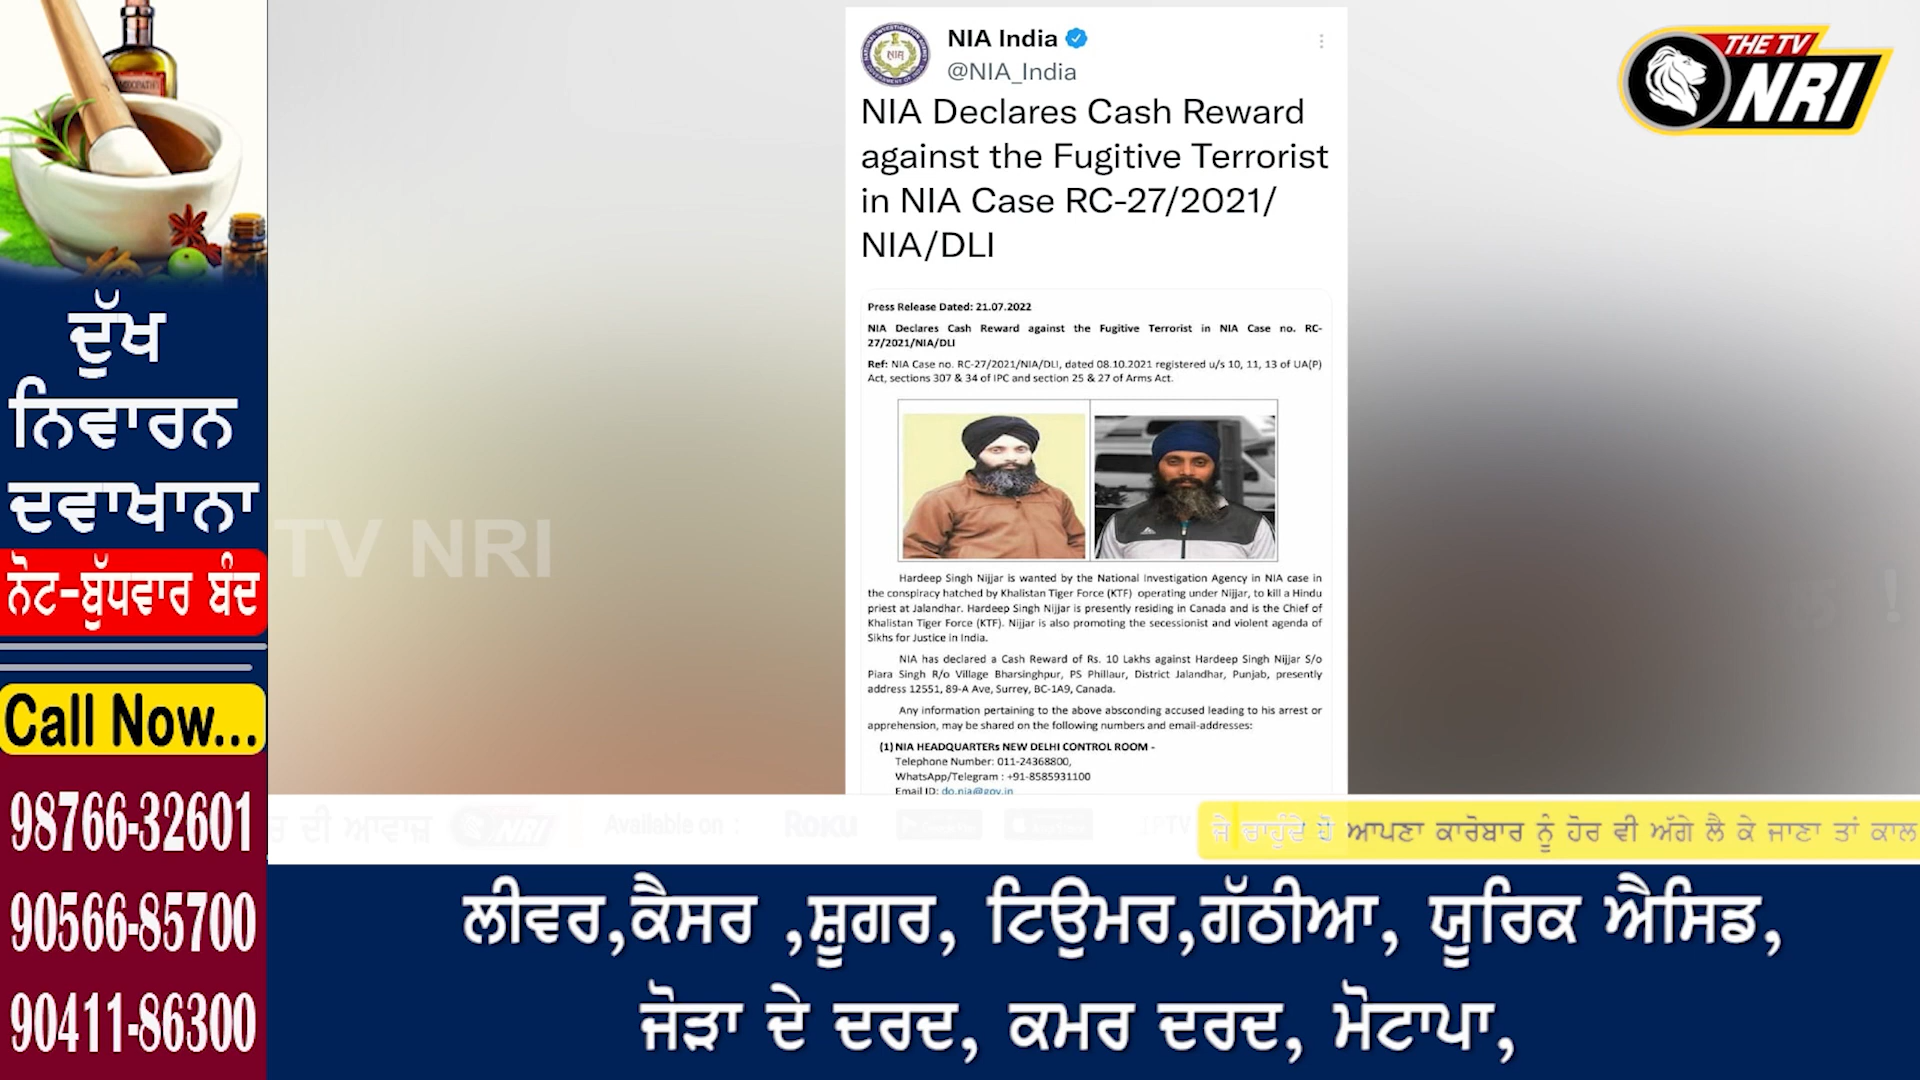 NIA India
@NIA_India
NIA Declares Cash Reward
against the Fugitive Terrorist
in NIA Case RC-27/2021/
NIA/DLI
Press Release Dated: 21.07.2022
NIA Declares Cash Reward against the Fugitive Terrorist in NIA Case no. RC-
27/2021/NIA/DLI
Ref: NIA Case no. RC-27/2021/NIA/DLI, dated 08.10.2021 registered u/s 10, 11, 13 of UA(P)
Act, sections 307 & 34 of IPC and section 25 & 27 of Arms Act.
Hardeep Singh Nijjar is wanted by the National Investigation Agency in NIA case in
the conspiracy hatched by Khalistan Tiger Force (KTF) operating under Nijjar, to kill a Hindu
priest at Jalandhar. Hardeep Singh Nijjar is presently residing in Canada and is the Chief of
Khalistan Tiger Force (KTF). Nijjar is also promoting the secessionist and violent agenda of
Sikhs for Justice in India.
NIA has declared a Cash Reward of Rs. 10 Lakhs against Hardeep Singh Nijjar S/o
Piara Singh R/o Village Bharsinghpur, PS Phillaur, District Jalandhar, Punjab, presently
address 12551, 89-A Ave, Surrey, BC-1A9, Canada.
Any information pertaining to the above absconding accused leading to his arrest or
apprehension, may be shared on the following numbers and email-addresses:
(1) NIA HEADQUARTERs NEW DELHI CONTROL ROOM -
Telephone Number: 011-24368800,
WhatsApp/Telegram : +91-8585931100
Email ID: do.nia@gov.in
THE TV
NRI
TV NRI
ਦੁੱਖ
ਨਿਵਾਰਨ
ਦਵਾਖਾਨਾ
ਨੋਟ-ਬੁੱਧਵਾਰ ਬੰਦ
Call Now...
98766-32601
90566-85700
90411-86300
ਦੀ ਆਵਾਜ਼ NRI Available on : Roku TV ਜੇ ਚਾਹੁੰਦੇ ਹੋ ਆਪਣਾ ਕਾਰੋਬਾਰ ਨੂੰ ਹੋਰ ਵੀ ਅੱਗੇ ਲੈ ਕੇ ਜਾਣਾ ਤਾਂ ਕਾਲ
ਲੀਵਰ,ਕੈਸਰ ,ਸ਼ੂਗਰ, ਟਿਊਮਰ,ਗੱਠੀਆ, ਯੂਰਿਕ ਐਸਿਡ,
ਜੋੜਾ ਦੇ ਦਰਦ, ਕਮਰ ਦਰਦ, ਮੋਟਾਪਾ,